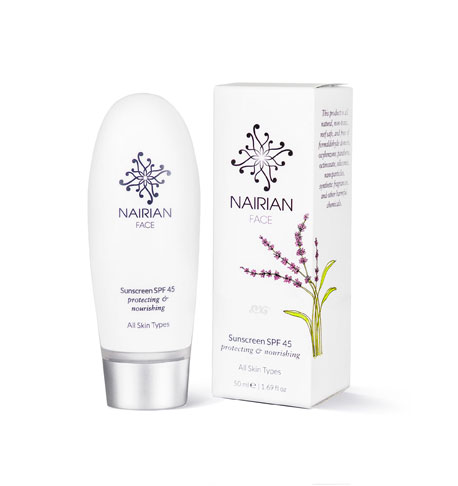 NAIRIAN
FACE
Sunscreen SPF 45
protecting &
nourishing
All Skin Types
NAIRIAN
FACE
Sunscreen SPF 45
protecting & nourishing
All Skin Types
50 ml e | 1.69 fl.oz
This product is all
natural, non-toxic,
reef safe, and free of
formaldehyde donors,
oxybenzone, parabens,
octinoxate, silicones,
nanoparticles,
synthetic fragrances
and other harmful
chemicals.